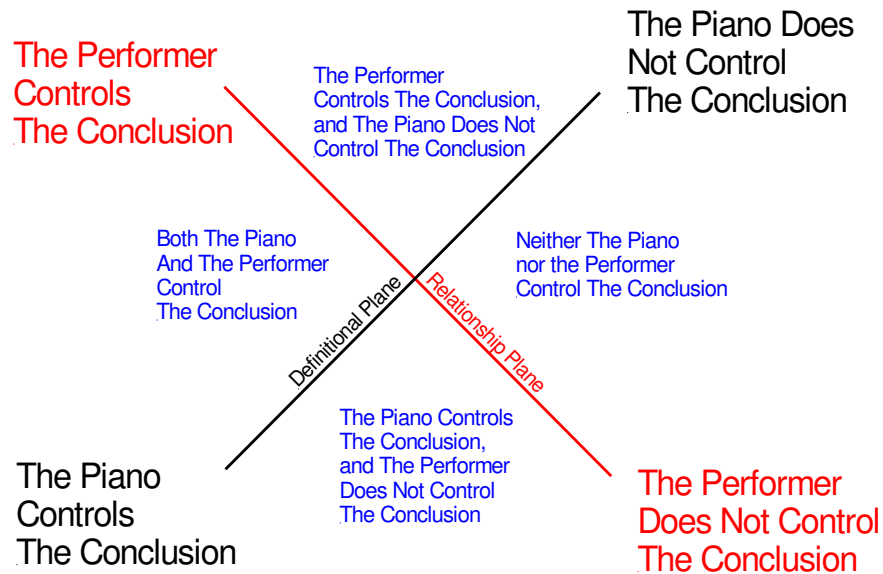 The Performer
Controls
The Conclusion
The Performer
Controls The Conclusion,
and The Piano Does Not
Control The Conclusion
The Piano Does
Not Control
The Conclusion
Both The Piano
And The Performer
Control
The Conclusion
Neither The Piano
nor the Performer
Control The Conclusion
Definitional Plane
Relationship Plane
The Piano Controls
The Conclusion,
and The Performer
Does Not Control
The Conclusion
The Piano
Controls
The Conclusion
The Performer
Does Not Control
The Conclusion